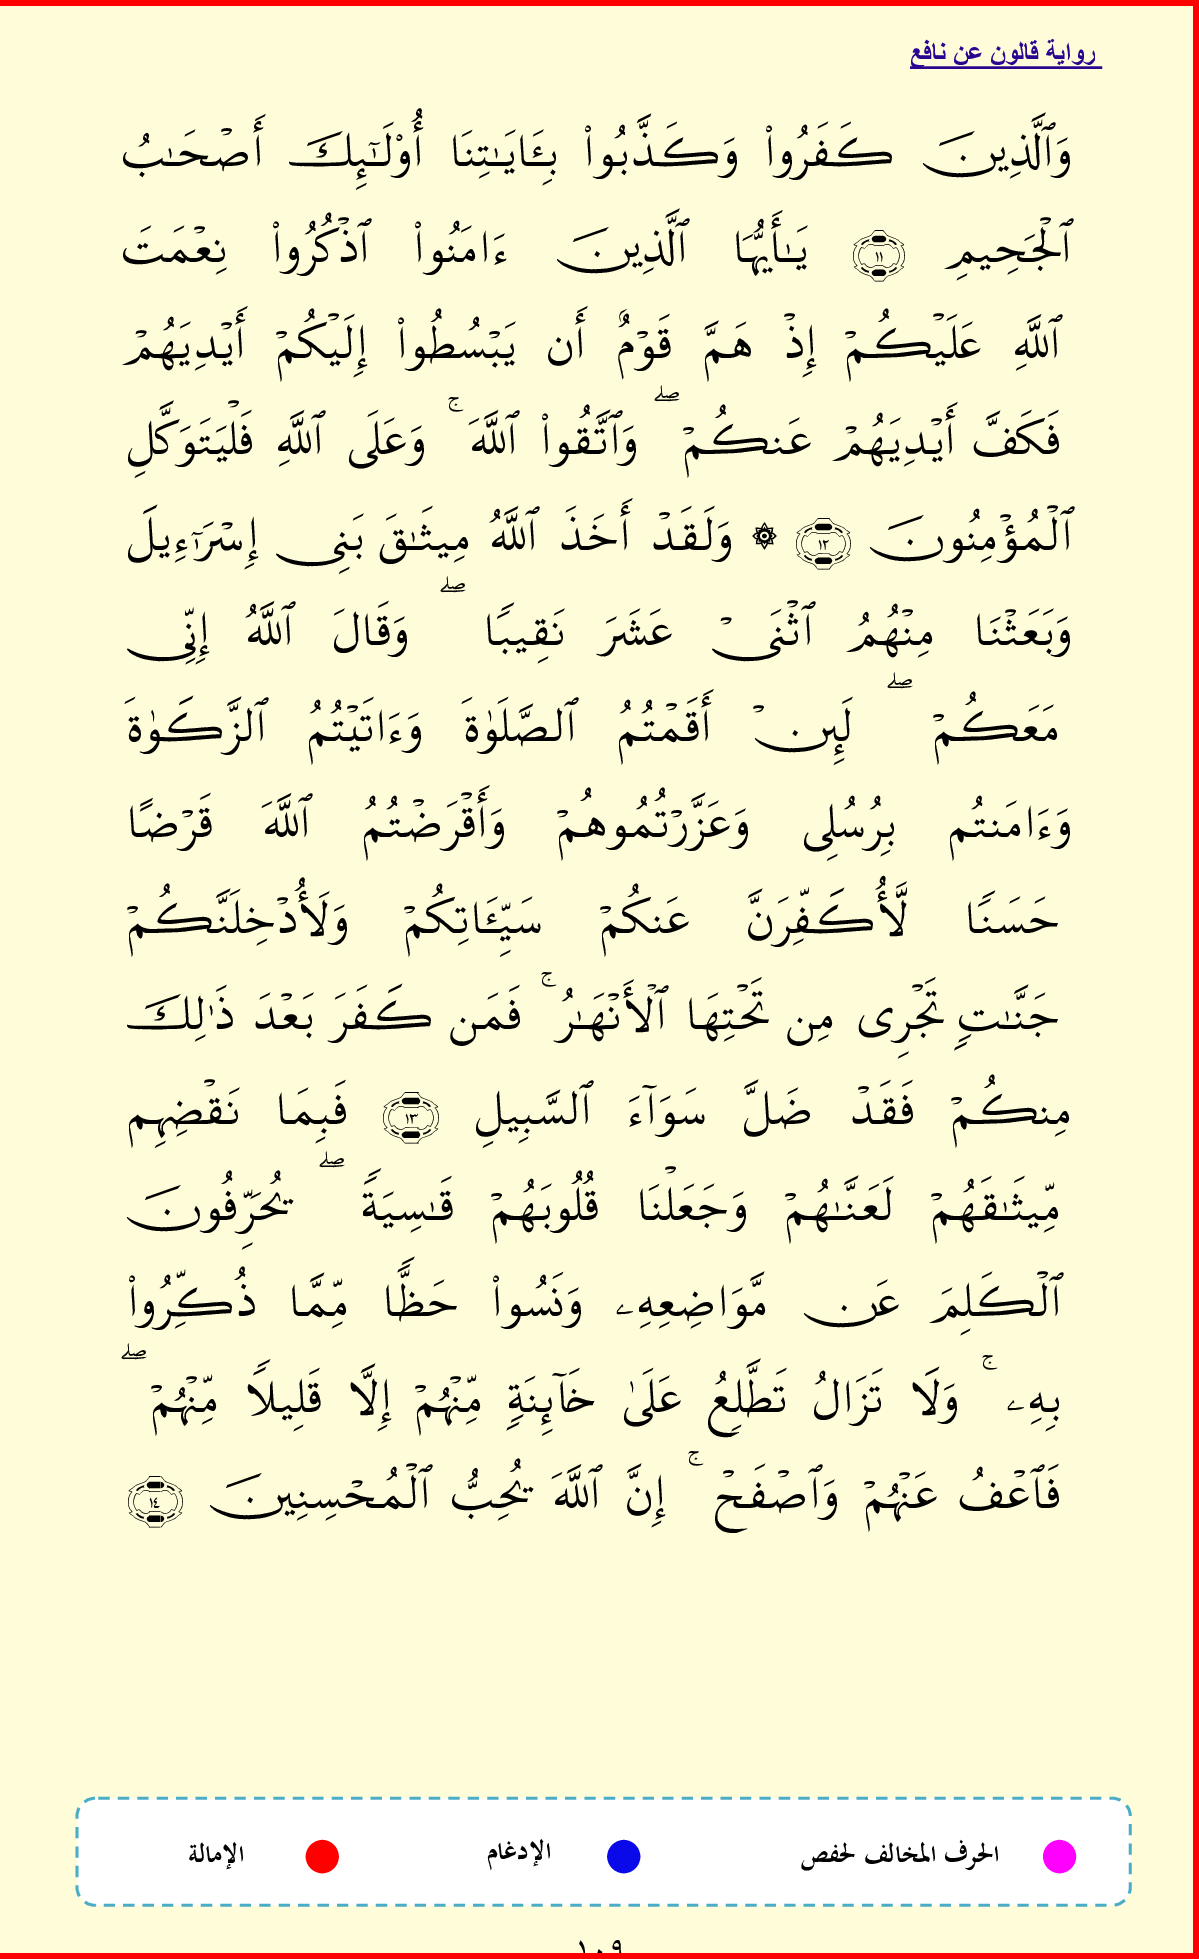 رواية قالون عن نافع
وَٱلَّذِينَ كَفَرُوا۟ وَكَذَّبُوا۟ بِـَٔايَـٰتِنَا أُو۟لَـٰٓئِكَ أَصْحَـٰبُ
ٱلْجَحِيمِ ١١ يَـٰأَيُّهَا ٱلَّذِينَ ءَامَنُوا۟ ٱذْكُرُوا۟ نِعْمَتَ
ٱللَّهِ عَلَيْكُمْ إِذْ هَمَّ قَوْمٌ أَن يَبْسُطُوا۟ إِلَيْكُمْ أَيْدِيَهُمْ
فَكَفَّ أَيْدِيَهُمْ عَنكُمْ ۖ وَٱتَّقُوا۟ ٱللَّهَ ۚ وَعَلَى ٱللَّهِ فَلْيَتَوَكَّلِ
ٱلْمُؤْمِنُونَ ١٢ ۞ وَلَقَدْ أَخَذَ ٱللَّهُ مِيثَـٰقَ بَنِى إِسْرَٰٓءِيلَ
وَبَعَثْنَا مِنْهُمُ ٱثْنَىْ عَشَرَ نَقِيبًا ۖ وَقَالَ ٱللَّهُ إِنِّى
مَعَكُمْ ۖ لَئِنْ أَقَمْتُمُ ٱلصَّلَوٰةَ وَءَاتَيْتُمُ ٱلزَّكَوٰةَ
وَءَامَنتُم بِرُسُلِى وَعَزَّرْتُمُوهُمْ وَأَقْرَضْتُمُ ٱللَّهَ قَرْضًا
حَسَنًا لَّأُكَفِّرَنَّ عَنكُمْ سَيِّـَٔاتِكُمْ وَلَأُدْخِلَنَّكُمْ
جَنَّـٰتٍ تَجْرِى مِن تَحْتِهَا ٱلْأَنْهَـٰرُ ۚ فَمَن كَفَرَ بَعْدَ ذَٰلِكَ
مِنكُمْ فَقَدْ ضَلَّ سَوَآءَ ٱلسَّبِيلِ ١٣ فَبِمَا نَقْضِهِم
مِّيثَـٰقَهُمْ لَعَنَّـٰهُمْ وَجَعَلْنَا قُلُوبَهُمْ قَـٰسِيَةً ۖ يُحَرِّفُونَ
ٱلْكَلِمَ عَن مَّوَاضِعِهِۦ وَنَسُوا۟ حَظًّا مِّمَّا ذُكِّرُوا۟
بِهِۦ ۚ وَلَا تَزَالُ تَطَّلِعُ عَلَىٰ خَآئِنَةٍ مِّنْهُمْ إِلَّا قَلِيلاً مِّنْهُمْ ۖ
فَٱعْفُ عَنْهُمْ وَٱصْفَحْ ۚ إِنَّ ٱللَّهَ يُحِبُّ ٱلْمُحْسِنِينَ ١٤
الحرف المخالف لحفص الإدغام الإمالة
١٠٩